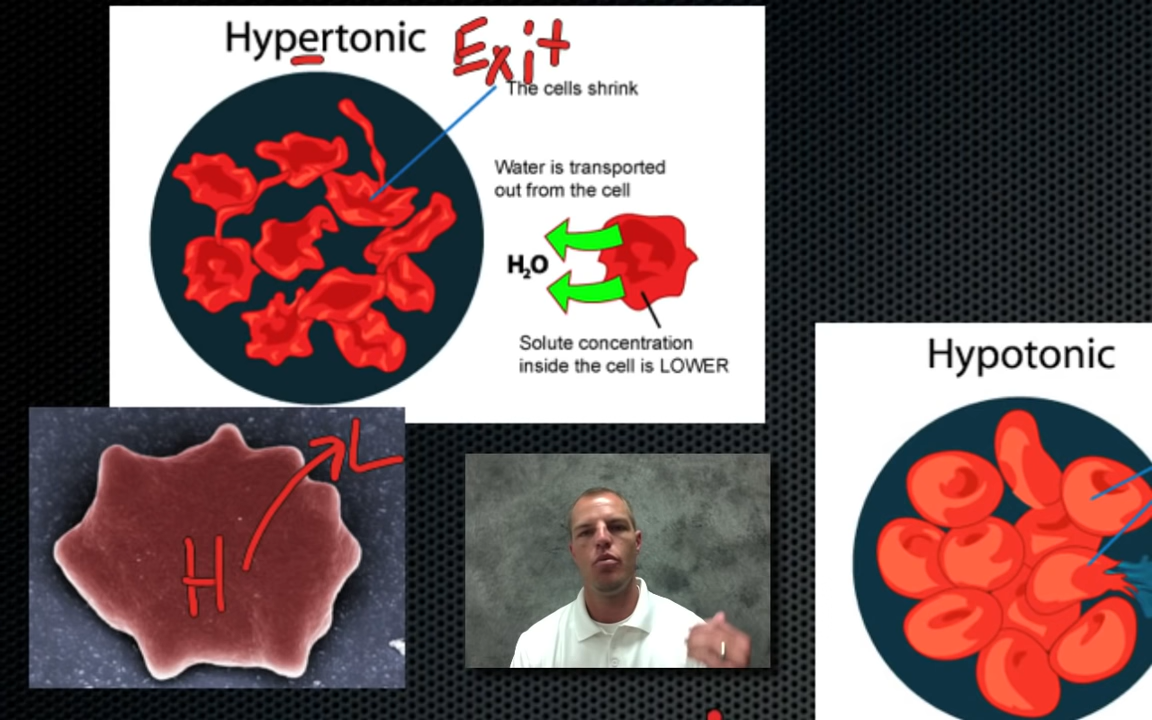 Hypertonic
Exit
The cells shrink
Water is transported
out from the cell
H₂O
Solute concentration
inside the cell is LOWER
H
L
Hypotonic